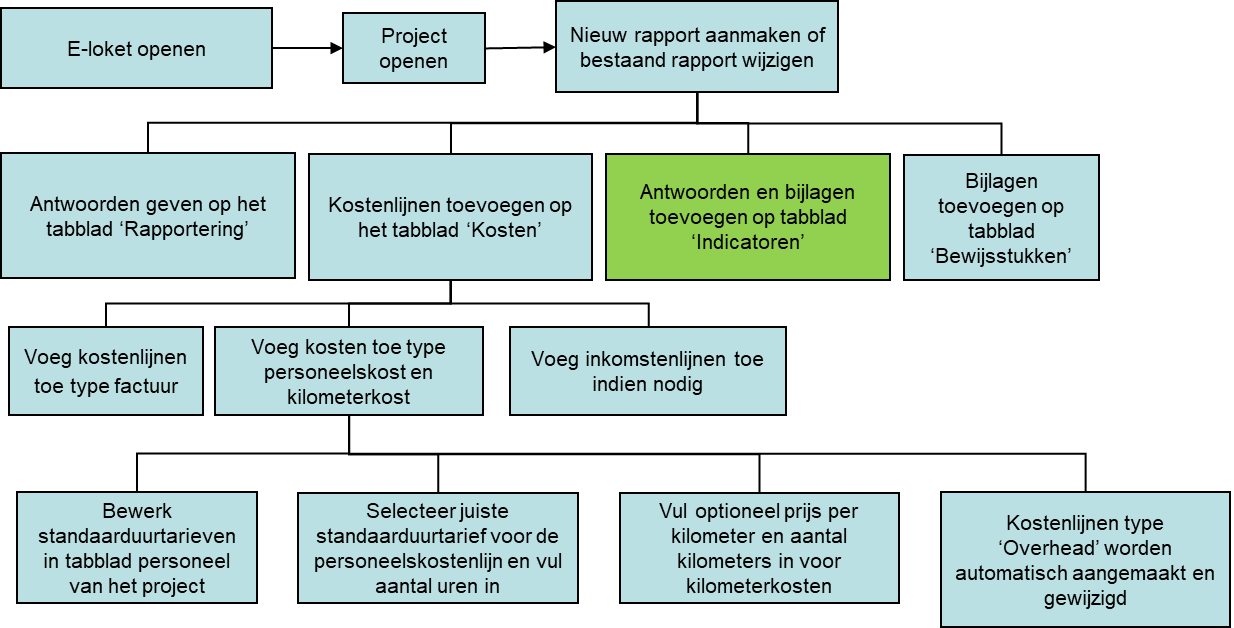 E-loket openen
Project
openen
Nieuw rapport aanmaken of
bestaand rapport wijzigen
Antwoorden geven op het
tabblad ‘Rapportering’
Kostenlijnen toevoegen op
het tabblad ‘Kosten’
Antwoorden en bijlagen
toevoegen op tabblad
‘Indicatoren’
Bijlagen
toevoegen op
tabblad
‘Bewijsstukken’
Voeg kostenlijnen
toe type factuur
Voeg kosten toe type
personeelskost en
kilometerkost
Voeg inkomstenlijnen toe
indien nodig
Bewerk
standaarduurtarieven
in tabblad personeel
van het project
Selecteer juiste
standaarduurtarief voor de
personeelskostenlijn en vul
aantal uren in
Vul optioneel prijs per
kilometer en aantal
kilometers in voor
kilometerkosten
Kostenlijnen type
‘Overhead’ worden
automatisch aangemaakt en
gewijzigd